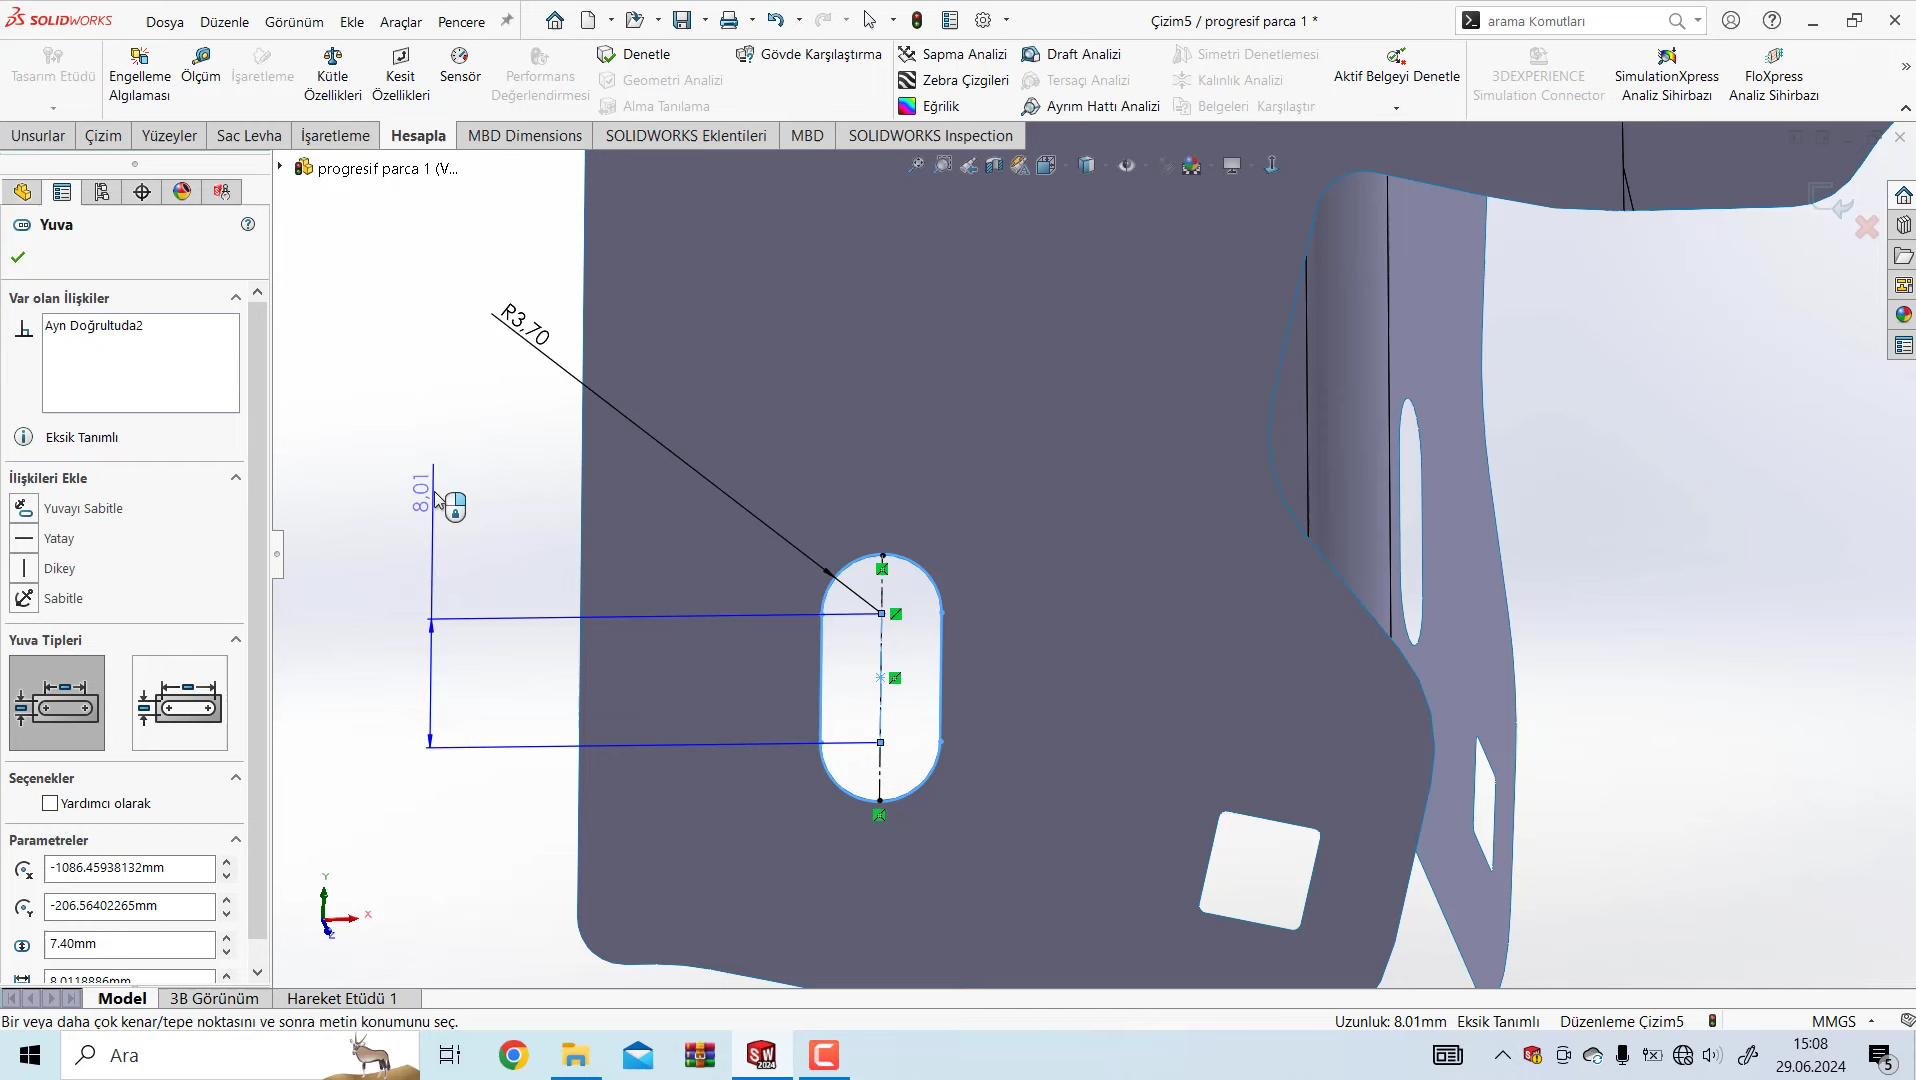 SOLIDWORKS
Dosya Düzenle Görünüm Ekle Araçlar Pencere
Çizim5 / progresif parca 1 *
arama Komutları
Tasarım Etüdü
Engelleme Algılaması
Ölçüm
İşaretleme
Kütle Özellikleri
Kesit Özellikleri
Sensör
Performans Değerlendirmesi
Denetle
Geometri Analizi
Alma Tanılama
Gövde Karşılaştırma
Sapma Analizi
Zebra Çizgileri
Eğrilik
Draft Analizi
Tersaçı Analizi
Ayrım Hattı Analizi
Simetri Denetlemesi
Kalınlık Analizi
Belgeleri Karşılaştır
Aktif Belgeyi Denetle
3DEXPERIENCE Simulation Connector
SimulationXpress Analiz Sihirbazı
FloXpress Analiz Sihirbazı
Unsurlar Çizim Yüzeyler Sac Levha İşaretleme Hesapla MBD Dimensions SOLIDWORKS Eklentileri MBD SOLIDWORKS Inspection
progresif parca 1 (V...
Yuva
Var olan İlişkiler
Ayn Doğrultuda2
Eksik Tanımlı
İlişkileri Ekle
Yuvayı Sabitle
Yatay
Dikey
Sabitle
Yuva Tipleri
Seçenekler
Yardımcı olarak
Parametreler
-1086.45938132mm
-206.56402265mm
7.40mm
8.0118886mm
R3,70
8,01
Y
X
Z
Model 3B Görünüm Hareket Etüdü 1
Bir veya daha çok kenar/tepe noktasını ve sonra metin konumunu seç.
Uzunluk: 8.01mm Eksik Tanımlı Düzenleme Çizim5 MMGS
Ara
SW 2024
15:08
29.06.2024
5